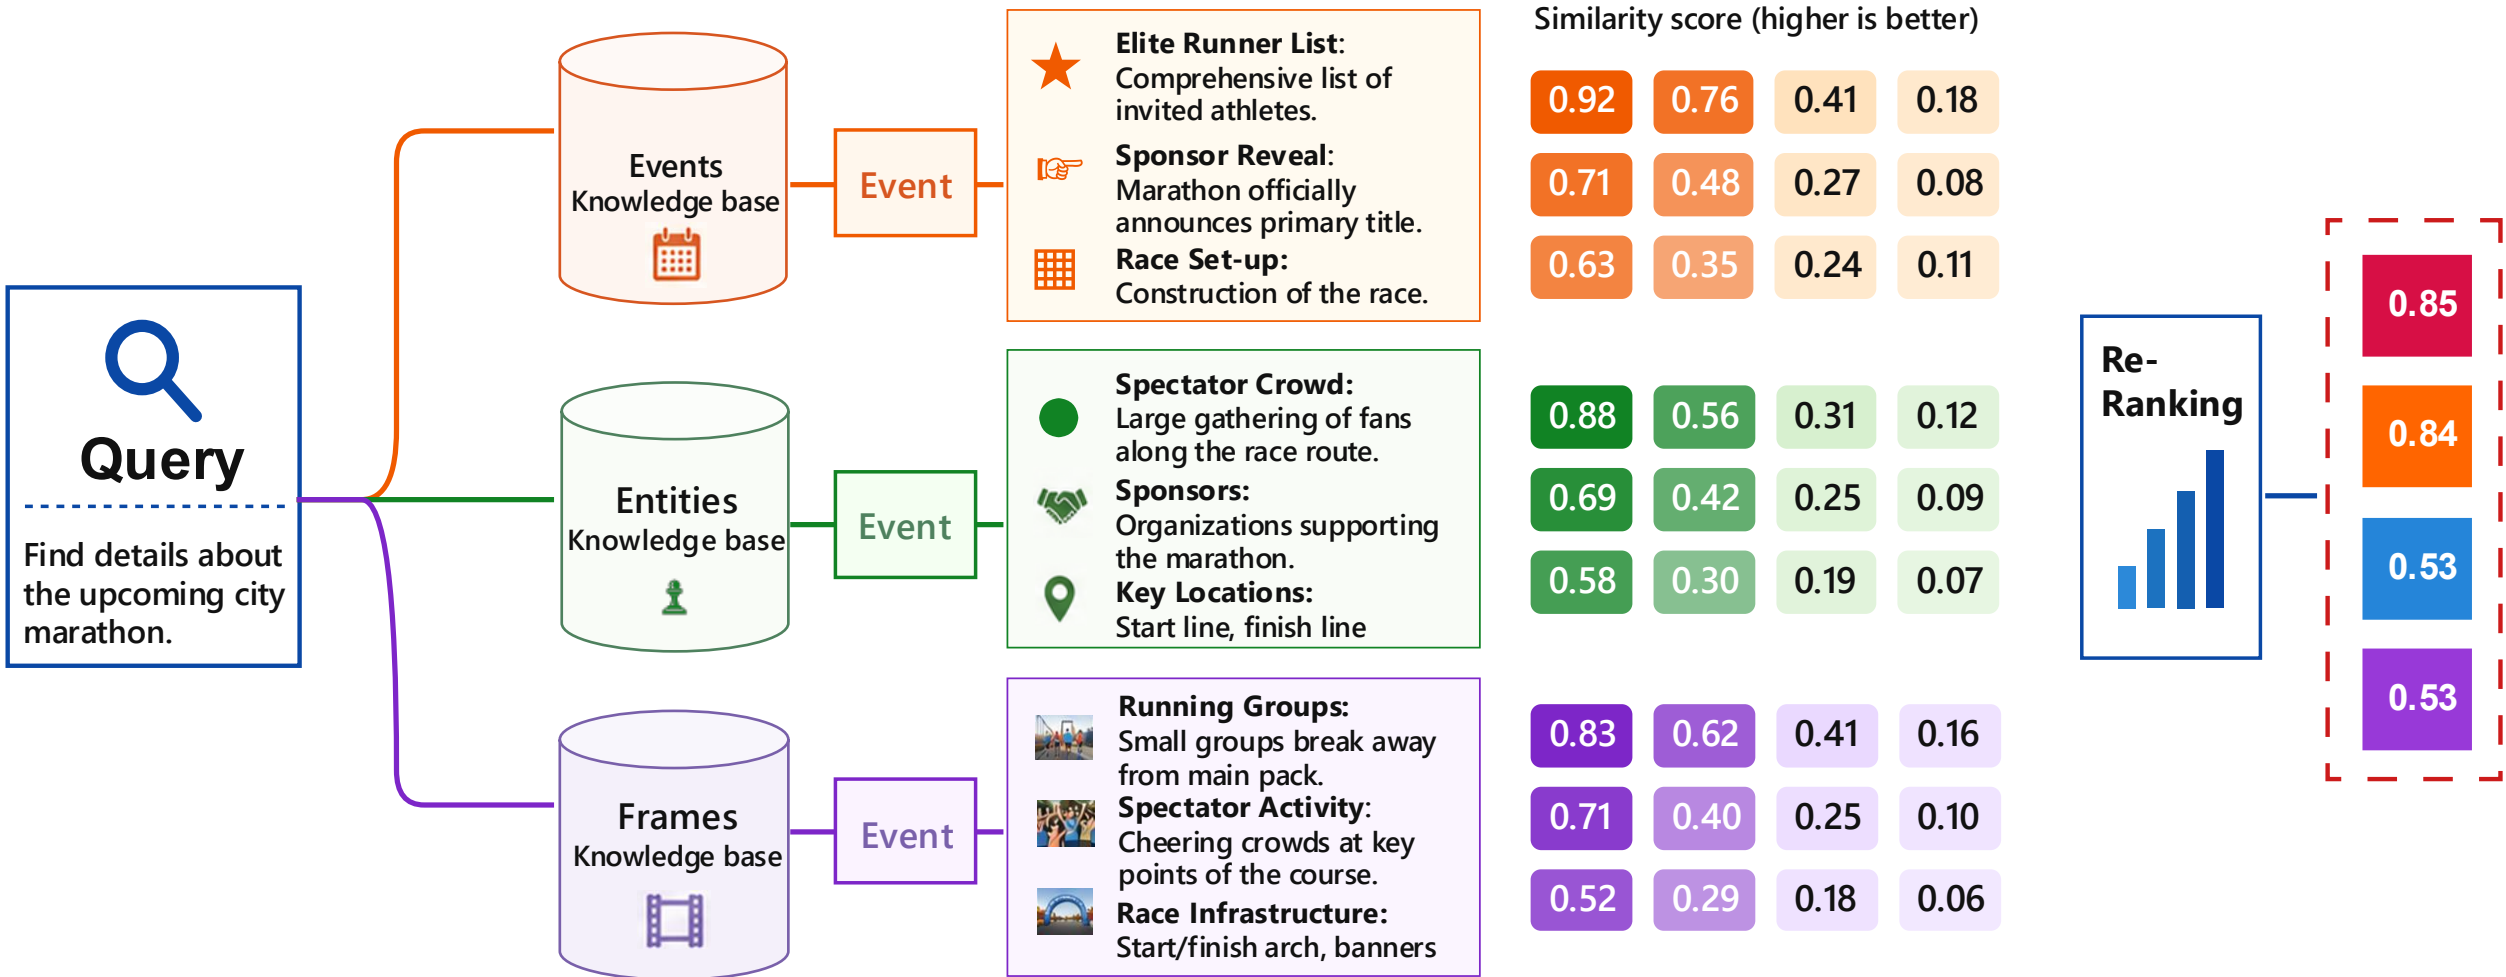 Similarity score (higher is better)
Query
Find details about
the upcoming city
marathon.
Events
Knowledge base
Event
Elite Runner List:
Comprehensive list of
invited athletes.
Sponsor Reveal:
Marathon officially
announces primary title.
Race Set-up:
Construction of the race.
0.92 0.76 0.41 0.18
0.71 0.48 0.27 0.08
0.63 0.35 0.24 0.11
Entities
Knowledge base
Event
Spectator Crowd:
Large gathering of fans
along the race route.
Sponsors:
Organizations supporting
the marathon.
Key Locations:
Start line, finish line
0.88 0.56 0.31 0.12
0.69 0.42 0.25 0.09
0.58 0.30 0.19 0.07
Frames
Knowledge base
Event
Running Groups:
Small groups break away
from main pack.
Spectator Activity:
Cheering crowds at key
points of the course.
Race Infrastructure:
Start/finish arch, banners
0.83 0.62 0.41 0.16
0.71 0.40 0.25 0.10
0.52 0.29 0.18 0.06
Re-
Ranking
0.85
0.84
0.53
0.53